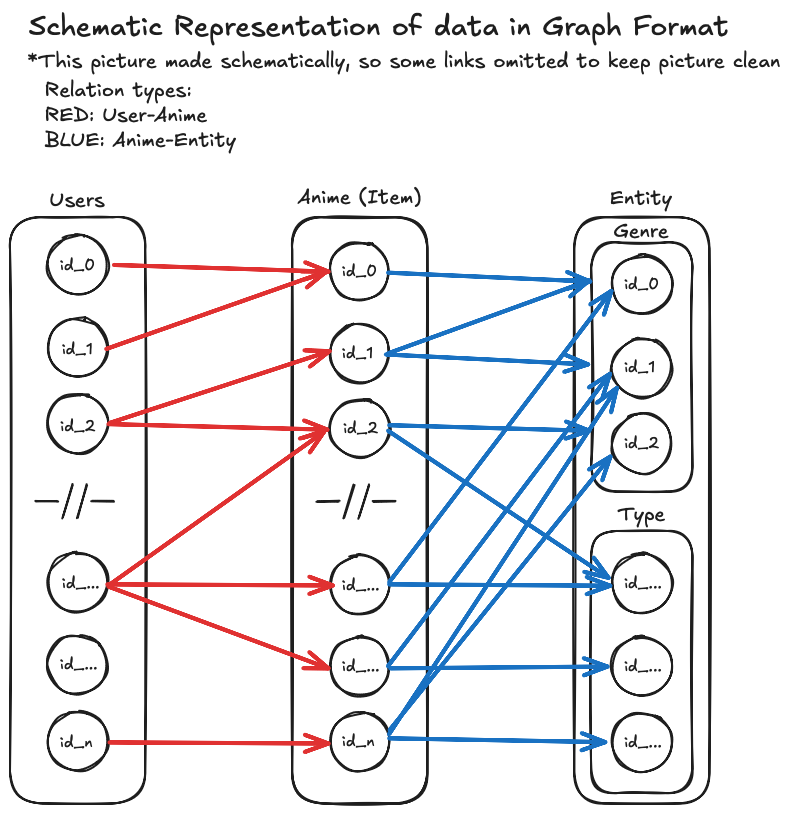 Schematic Representation of data in Graph Format
*This picture made schematically, so some links omitted to keep picture clean
Relation types:
RED: User-Anime
BLUE: Anime-Entity
Users
id_0
id_1
id_2
—//—
id_...
id_...
id_n
Anime (Item)
id_0
id_1
id_2
—//—
id_...
id_...
id_n
Entity
Genre
id_0
id_1
id_2
Type
id_...
id_...
id_...